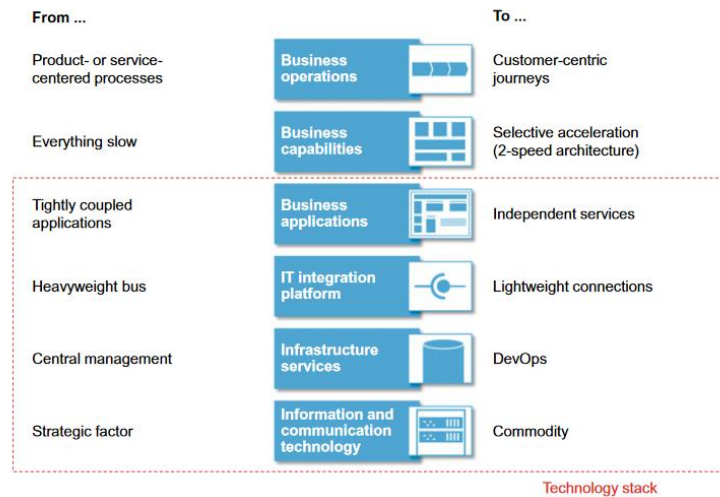 From ...
To ...
Product- or service-
centered processes
Business
operations
Customer-centric
journeys
Everything slow
Business
capabilities
Selective acceleration
(2-speed architecture)
Tightly coupled
applications
Business
applications
Independent services
Heavyweight bus
IT integration
platform
Lightweight connections
Central management
Infrastructure
services
DevOps
Strategic factor
Information and
communication
technology
Commodity
Technology stack